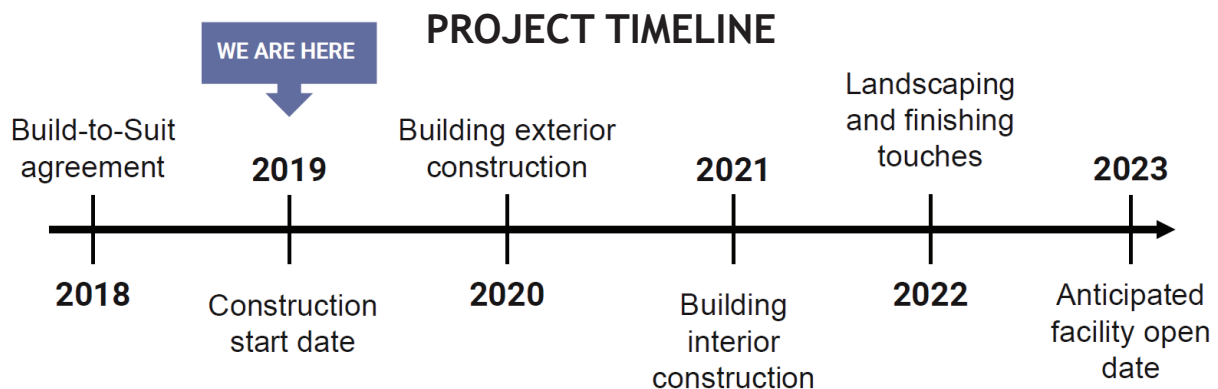 PROJECT TIMELINE
WE ARE HERE
Build-to-Suit
agreement
2018
2019
Construction
start date
Building exterior
construction
2020
2021
Building
interior
construction
Landscaping
and finishing
touches
2022
2023
Anticipated
facility open
date